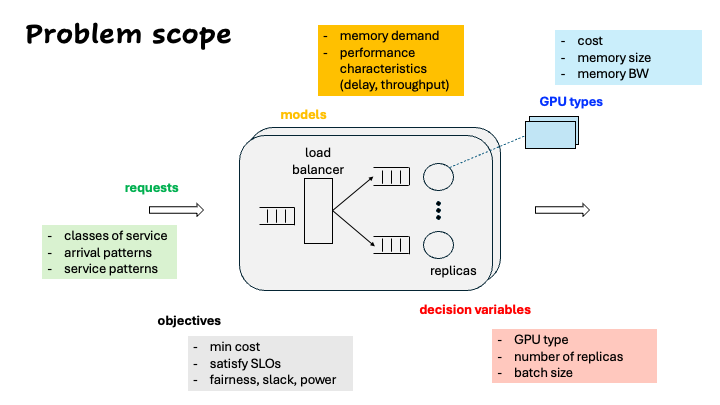 Problem scope
- memory demand
- performance
characteristics
(delay, throughput)
- cost
- memory size
- memory BW
GPU types
models
load
balancer
requests
- classes of service
- arrival patterns
- service patterns
replicas
decision variables
- GPU type
- number of replicas
- batch size
objectives
- min cost
- satisfy SLOs
- fairness, slack, power